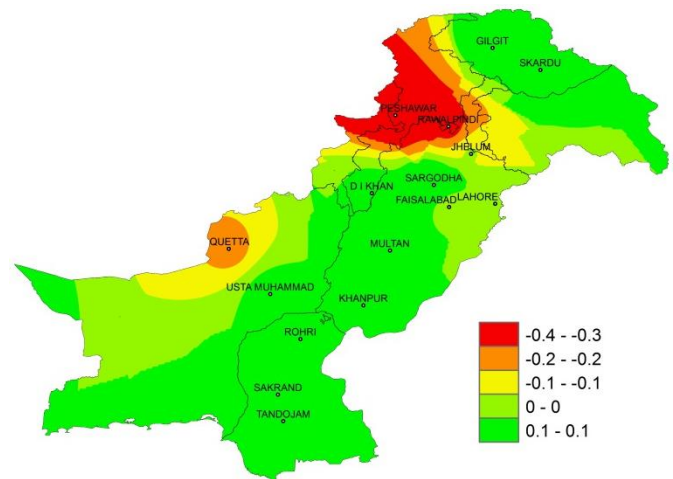 GILGIT
SKARDU
PESHAWAR
RAWALPINDI
JHELUM
SARGODHA
D I KHAN
FAISALABAD
LAHORE
QUETTA
MULTAN
USTA MUHAMMAD
KHANPUR
ROHRI
SAKRAND
TANDOJAM
-0.4 - -0.3
-0.2 - -0.2
-0.1 - -0.1
0 - 0
0.1 - 0.1